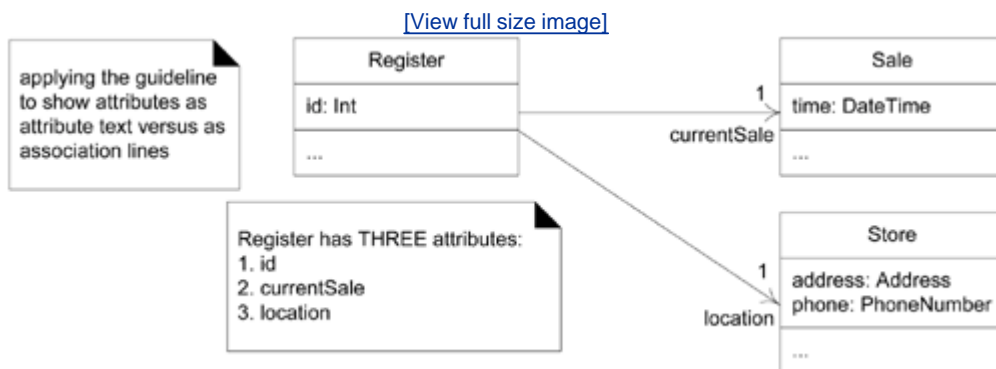 [View full size image]
applying the guideline
to show attributes as
attribute text versus as
association lines
Register
id: Int
...
1
currentSale
Sale
time: DateTime
...
Register has THREE attributes:
1. id
2. currentSale
3. location
1
location
Store
address: Address
phone: PhoneNumber
...